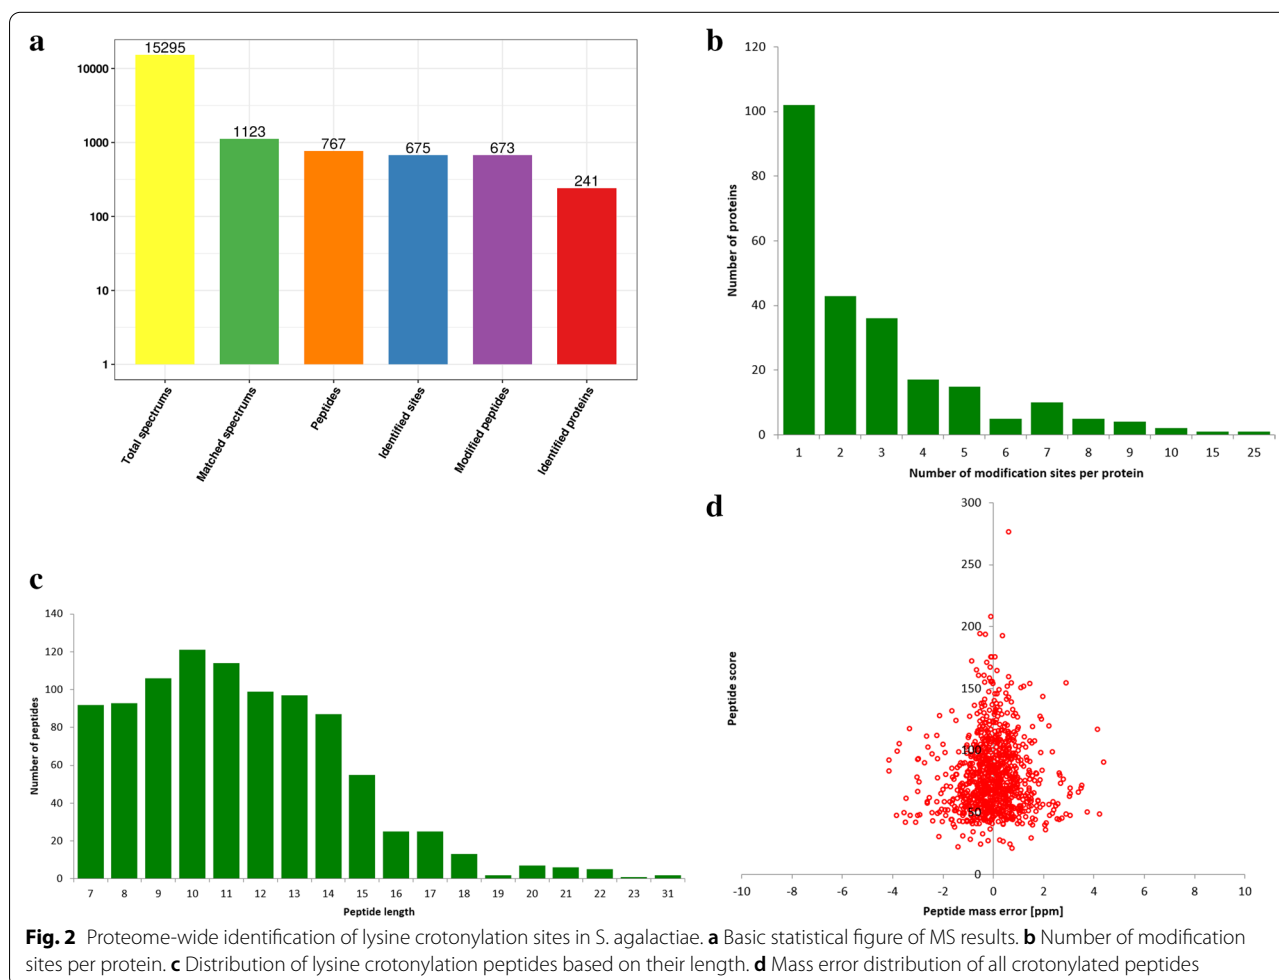 a
15295
10000
1123
1000
767
675
673
241
100
10
1
Total spectrums
Matched spectrums
Peptides
Identified sites
Modified peptides
Identified proteins
b
120
100
80
60
40
20
0
Number of proteins
1 2 3 4 5 6 7 8 9 10 15 25
Number of modification sites per protein
c
140
120
100
80
60
40
20
0
Number of peptides
7 8 9 10 11 12 13 14 15 16 17 18 19 20 21 22 23 31
Peptide length
d
300
250
200
150
100
50
0
Peptide score
-10 -8 -6 -4 -2 0 2 4 6 8 10
Peptide mass error [ppm]
Fig. 2 Proteome-wide identification of lysine crotonylation sites in S. agalactiae. a Basic statistical figure of MS results. b Number of modification
sites per protein. c Distribution of lysine crotonylation peptides based on their length. d Mass error distribution of all crotonylated peptides